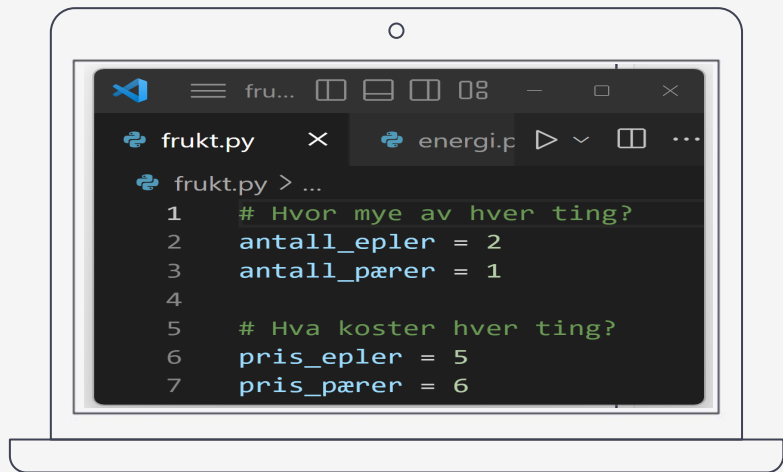 fru...
frukt.py energi.p
frukt.py > ...
1 # Hvor mye av hver ting?
2 antall_epler = 2
3 antall_pærer = 1
4
5 # Hva koster hver ting?
6 pris_epler = 5
7 pris_pærer = 6